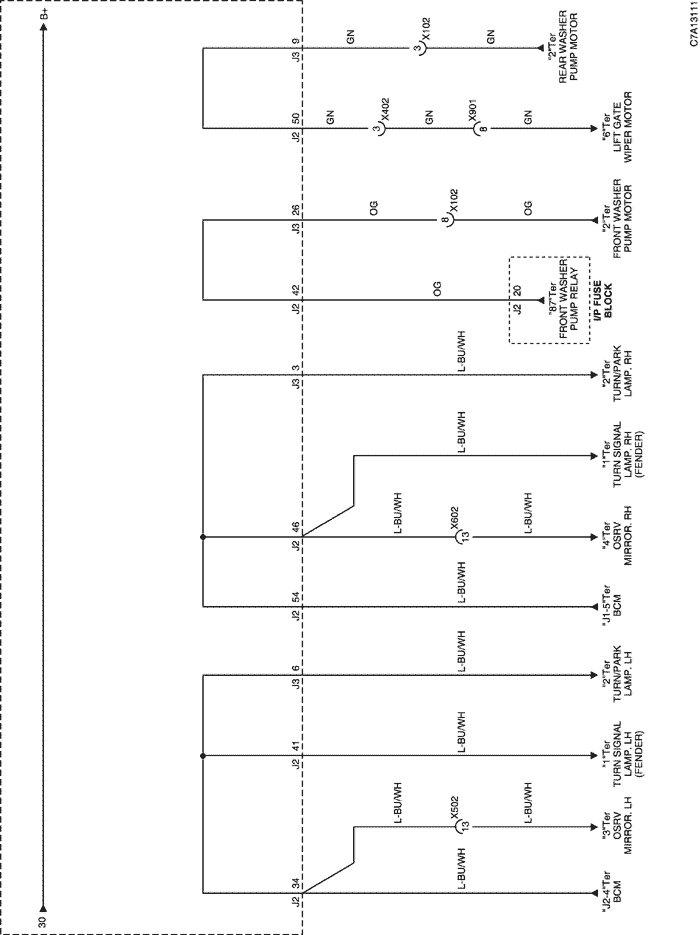 30
B+
J2 34
J2 41
J3 6
J2 54
J2 46
J3 3
J2 42
J3 26
J2 50
J3 9
L-BU/WH
"J2-4"Ter
BCM
L-BU/WH
X502
13
L-BU/WH
"3"Ter
OSRV
MIRROR. LH
L-BU/WH
"1"Ter
TURN SIGNAL
LAMP. LH
(FENDER)
L-BU/WH
"2"Ter
TURN/PARK
LAMP. LH
L-BU/WH
"J1-5"Ter
BCM
L-BU/WH
X602
13
L-BU/WH
"4"Ter
OSRV
MIRROR. RH
L-BU/WH
"1"Ter
TURN SIGNAL
LAMP. RH
(FENDER)
L-BU/WH
"2"Ter
TURN/PARK
LAMP. RH
OG
J2 20
"87"Ter
FRONT WASHER
PUMP RELAY
I/P FUSE
BLOCK
OG
X102
8
OG
"2"Ter
FRONT WASHER
PUMP MOTOR
GN
X402
3
GN
X901
8
GN
"6"Ter
LIFT GATE
WIPER MOTOR
GN
X102
3
GN
"2"Ter
REAR WASHER
PUMP MOTOR
C7A13111